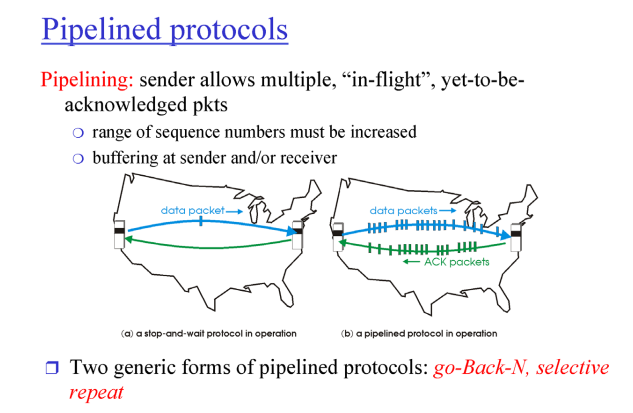 Pipelined protocols
Pipelining: sender allows multiple, “in-flight”, yet-to-be-
acknowledged pkts
range of sequence numbers must be increased
buffering at sender and/or receiver
data packet
data packets
ACK packets
(a) a stop-and-wait protocol in operation
(b) a pipelined protocol in operation
Two generic forms of pipelined protocols: go-Back-N, selective
repeat